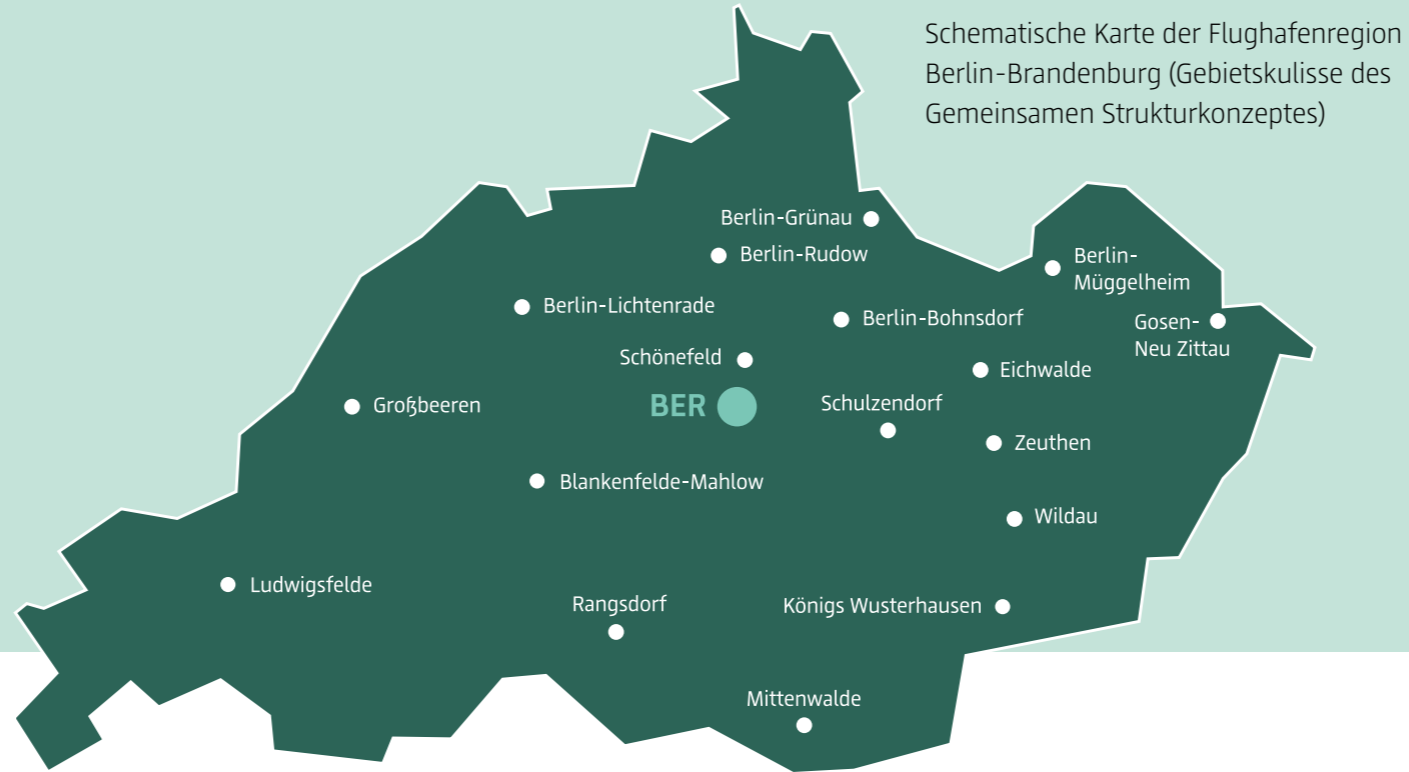 Schematische Karte der Flughafenregion
Berlin-Brandenburg (Gebietskulisse des
Gemeinsamen Strukturkonzeptes)
Berlin-Grünau
Berlin-Rudow
Berlin-
Müggelheim
Berlin-Lichtenrade
Berlin-Bohnsdorf
Gosen-
Neu Zittau
Schönefeld
Eichwalde
BER
Großbeeren
Schulzendorf
Zeuthen
Blankenfelde-Mahlow
Wildau
Ludwigsfelde
Rangsdorf
Königs Wusterhausen
Mittenwalde